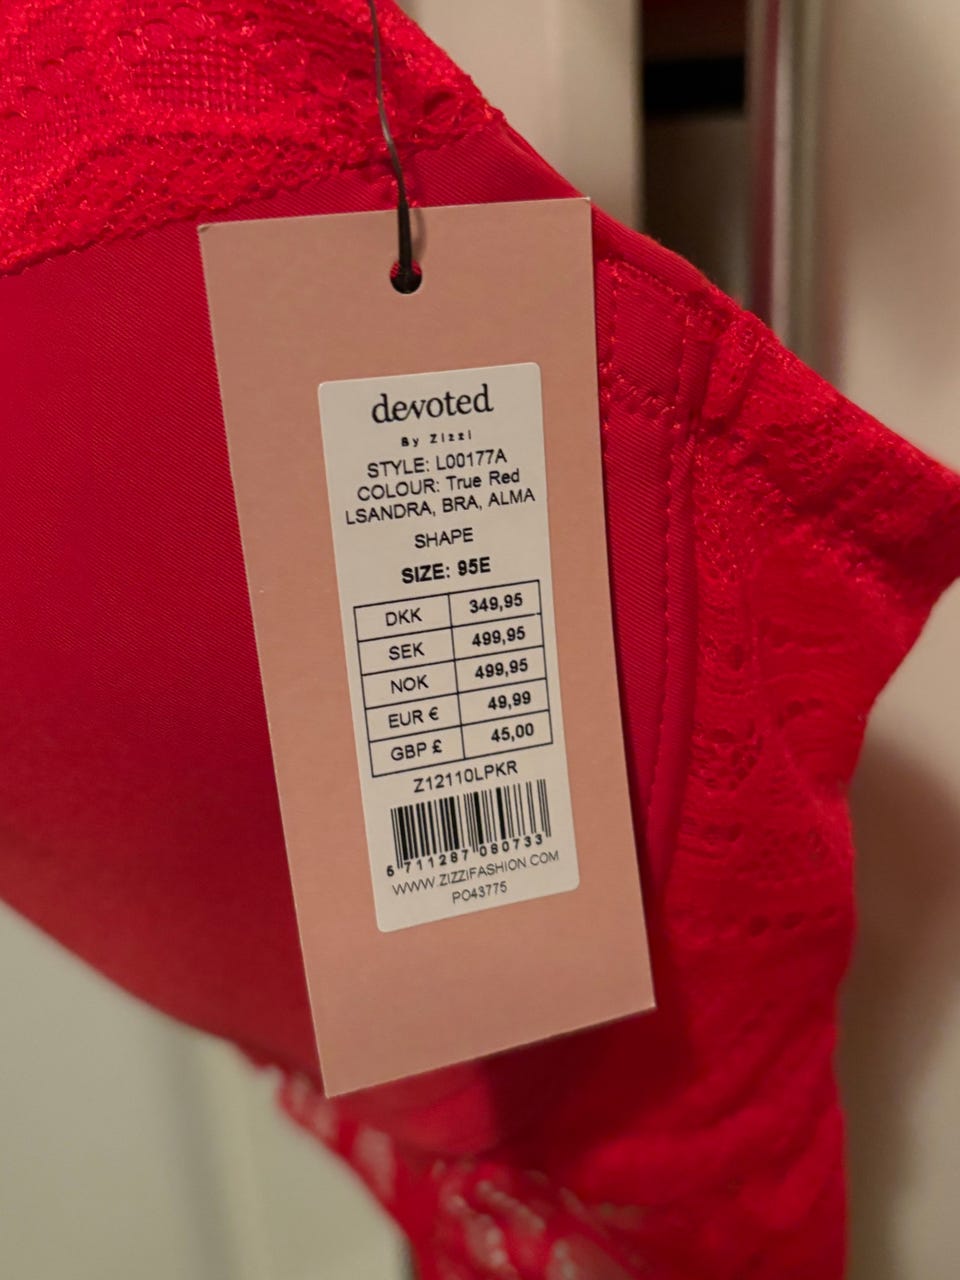 devoted
By Zizzi
STYLE: L00177A
COLOUR: True Red
LSANDRA, BRA, ALMA
SHAPE
SIZE: 95E
DKK 349,95
SEK 499,95
NOK 499,95
EUR € 49,99
GBP £ 45,00
Z12110LPKR
5 711287 080733
WWW.ZIZZIFASHION.COM
PO43775